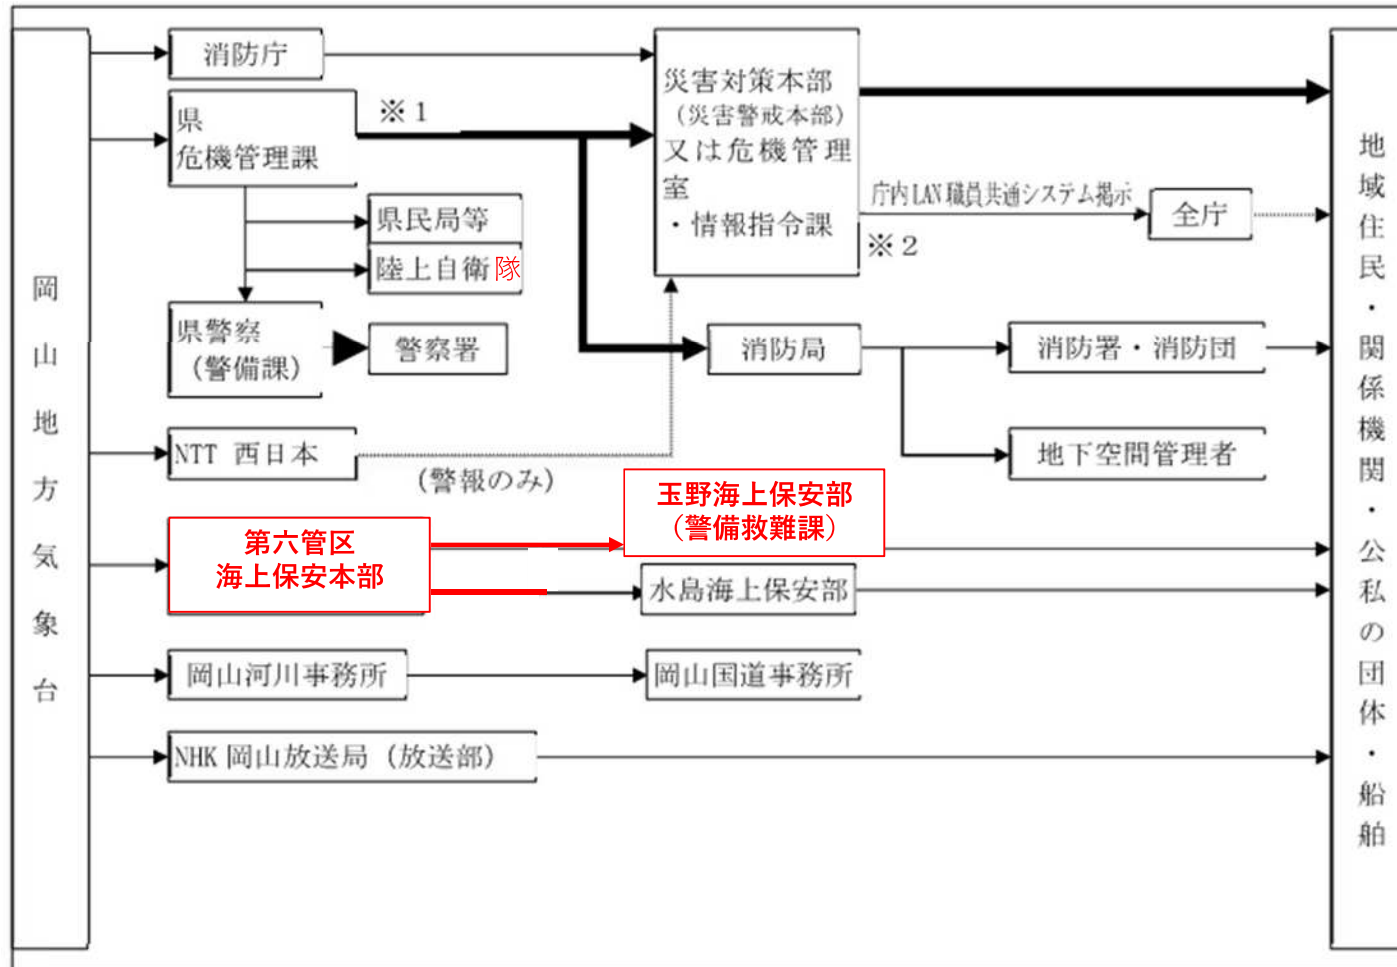 岡山地方気象台
消防庁
県
危機管理課
※1
県民局等
陸上自衛隊
県警察
（警備課）
警察署
NTT 西日本
（警報のみ）
第六管区
海上保安本部
岡山河川事務所
NHK 岡山放送局（放送部）
災害対策本部
（災害警戒本部）
又は危機管理
室
・情報指令課
庁内LAN職員共通システム掲示
※2
全庁
消防局
消防署・消防団
地下空間管理者
玉野海上保安部
（警備救難課）
水島海上保安部
岡山国道事務所
地域住民・関係機関・公私の団体・船舶